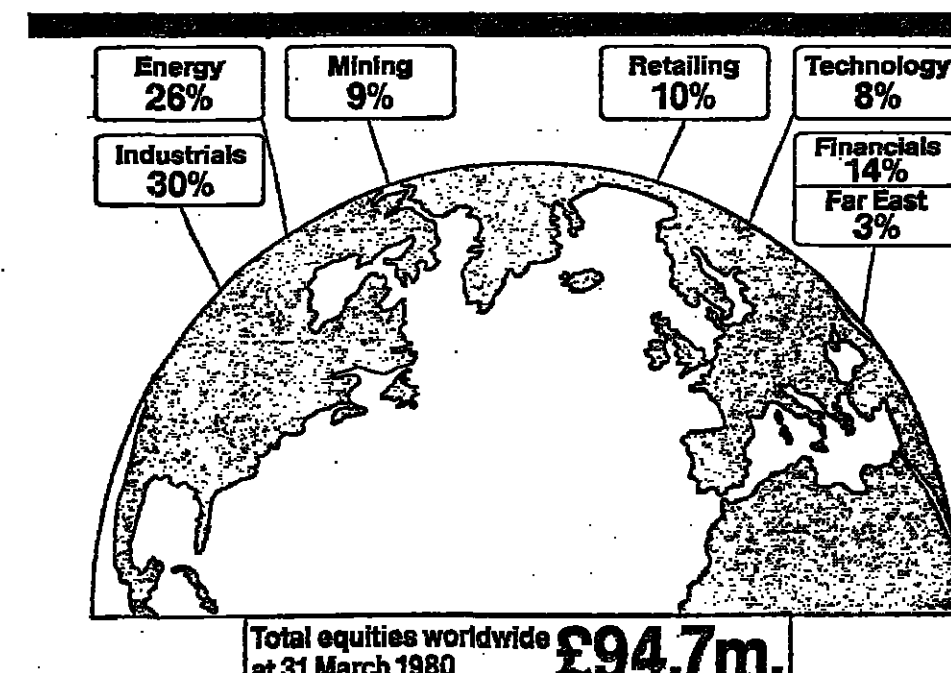 Energy
26%
Mining
9%
Retailing
10%
Technology
8%
Industrials
30%
Financials
14%
Far East
3%
Total equities worldwide £94.7m.
at 31 March 1980